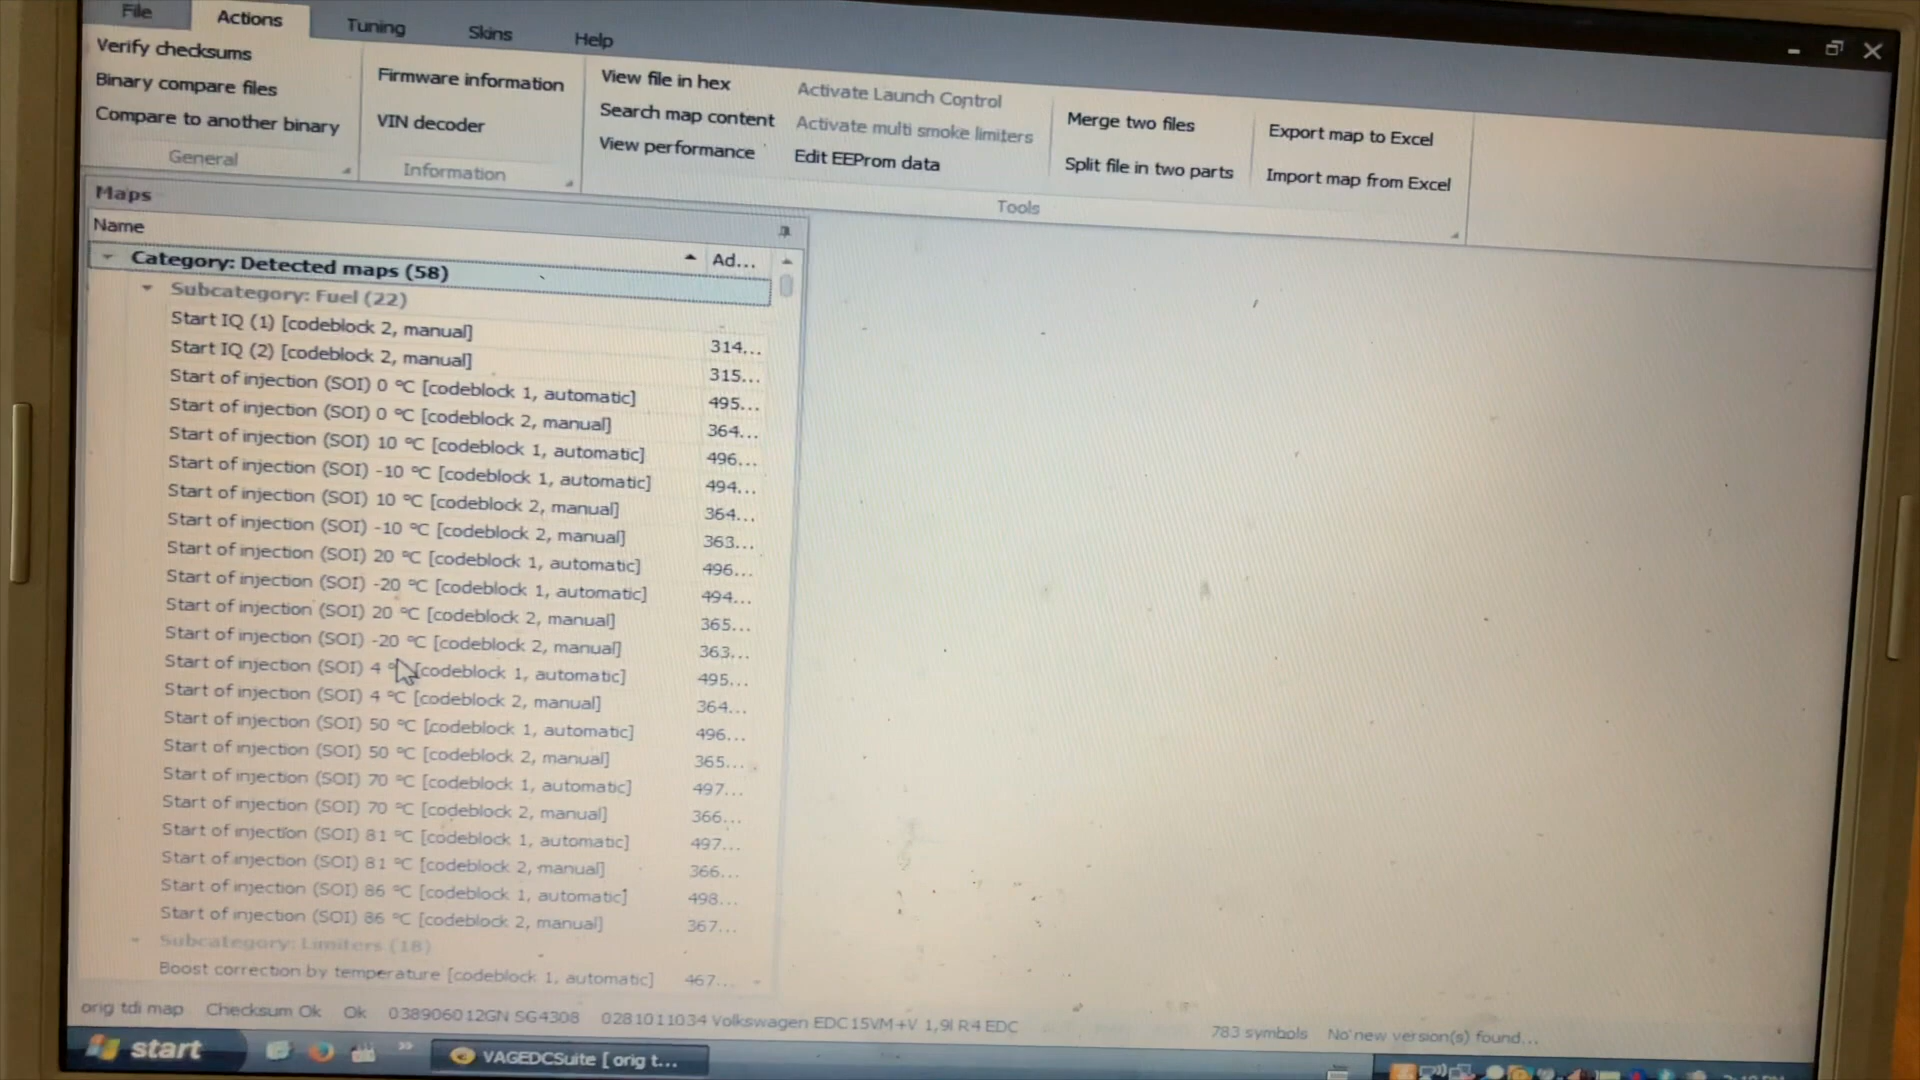 File Actions Tuning Skins Help
Verify checksums
Binary compare files
Compare to another binary
General
Firmware information
VIN decoder
Information
View file in hex
Search map content
View performance
Activate Launch Control
Activate multi smoke limiters
Edit EEProm data
Merge two files
Split file in two parts
Export map to Excel
Import map from Excel
Tools
Maps
Name Ad...
Category: Detected maps (58)
Subcategory: Fuel (22)
Start IQ (1) [codeblock 2, manual] 314...
Start IQ (2) [codeblock 2, manual] 315...
Start of injection (SOI) 0 °C [codeblock 1, automatic] 495...
Start of injection (SOI) 0 °C [codeblock 2, manual] 364...
Start of injection (SOI) 10 °C [codeblock 1, automatic] 496...
Start of injection (SOI) -10 °C [codeblock 1, automatic] 494...
Start of injection (SOI) 10 °C [codeblock 2, manual] 364...
Start of injection (SOI) -10 °C [codeblock 2, manual] 363...
Start of injection (SOI) 20 °C [codeblock 1, automatic] 496...
Start of injection (SOI) -20 °C [codeblock 1, automatic] 494...
Start of injection (SOI) 20 °C [codeblock 2, manual] 365...
Start of injection (SOI) -20 °C [codeblock 2, manual] 363...
Start of injection (SOI) 4 ° [codeblock 1, automatic] 495...
Start of injection (SOI) 4 °C [codeblock 2, manual] 364...
Start of injection (SOI) 50 °C [codeblock 1, automatic] 496...
Start of injection (SOI) 50 °C [codeblock 2, manual] 365...
Start of injection (SOI) 70 °C [codeblock 1, automatic] 497...
Start of injection (SOI) 70 °C [codeblock 2, manual] 366...
Start of injection (SOI) 81 °C [codeblock 1, automatic] 497...
Start of injection (SOI) 81 °C [codeblock 2, manual] 366...
Start of injection (SOI) 86 °C [codeblock 1, automatic] 498...
Start of injection (SOI) 86 °C [codeblock 2, manual] 367...
Subcategory: Limiters (18)
Boost correction by temperature [codeblock 1, automatic] 467...
orig tdi map Checksum Ok Ok 038906012GN SG4308 0281011034 Volkswagen EDC15VM+V 1,9l R4 EDC 783 symbols No new version(s) found...
start VAGEDCSuite [ orig t...